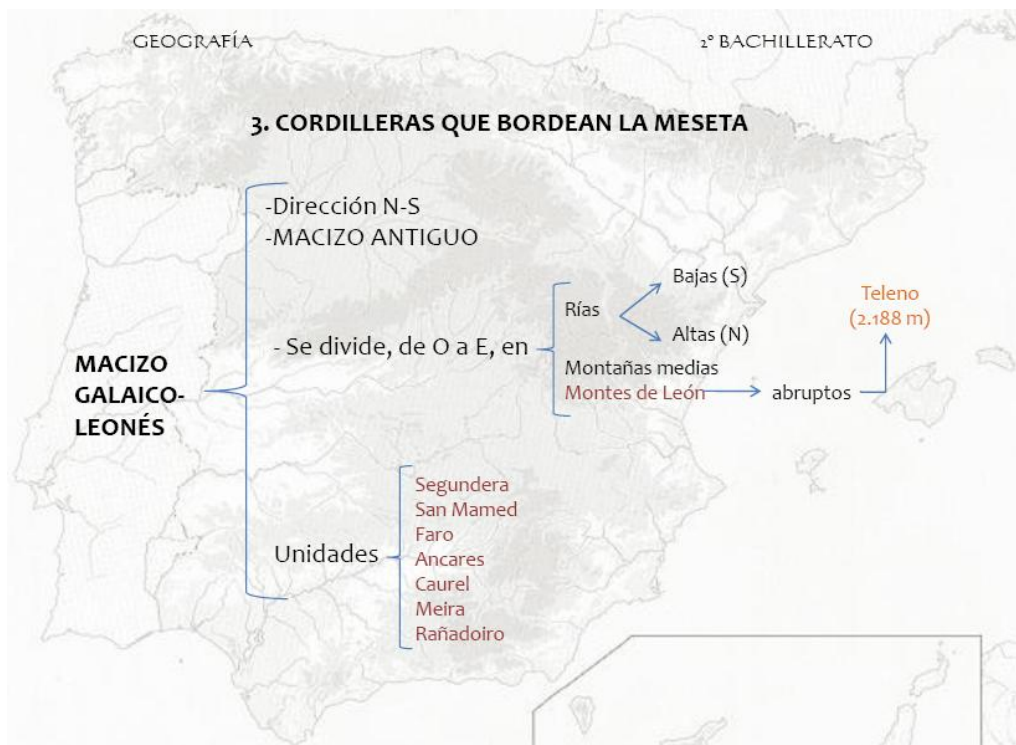 GEOGRAFÍA
2º BACHILLERATO
3. CORDILLERAS QUE BORDEAN LA MESETA
MACIZO
GALAICO-
LEONÉS
-Dirección N-S
-MACIZO ANTIGUO
- Se divide, de O a E, en
Rías
Bajas (S)
Altas (N)
Montañas medias
Montes de León
abruptos
Teleno
(2.188 m)
Unidades
Segundera
San Mamed
Faro
Ancares
Caurel
Meira
Rañadoiro